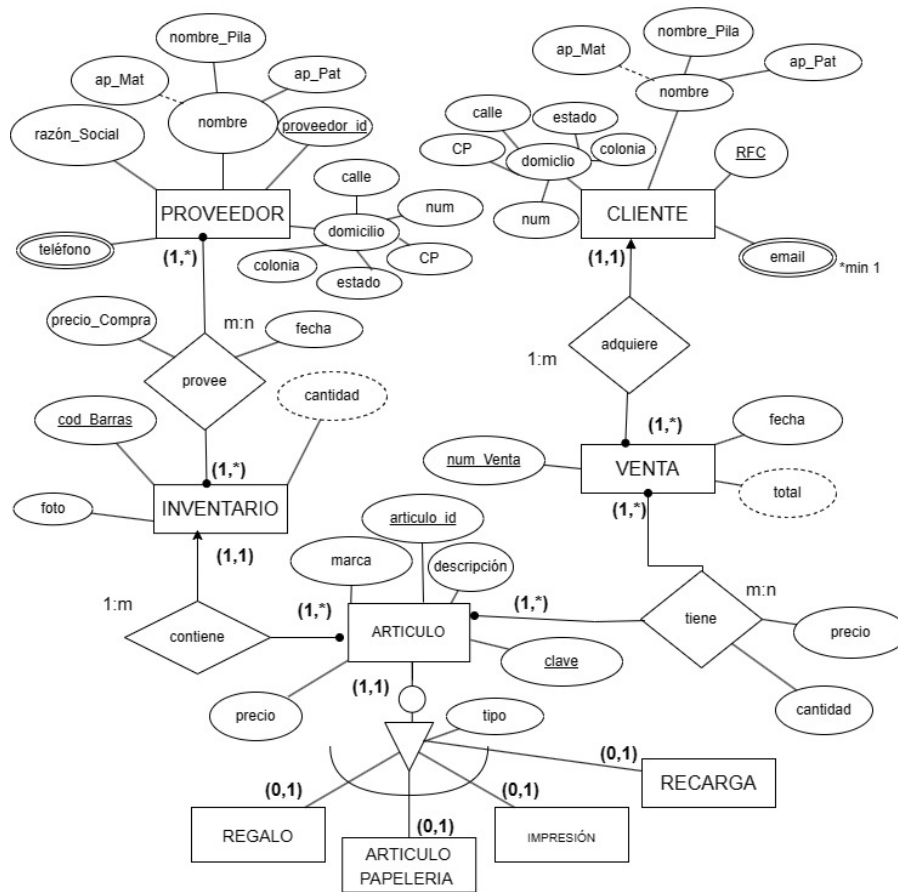 nombre_Pila
ap_Mat
ap_Pat
nombre
razón_Social
proveedor_id
calle
PROVEEDOR
num
domicilio
teléfono
(1,*)
colonia
CP
estado
nombre_Pila
ap_Mat
ap_Pat
nombre
calle
estado
CP
colonia
domiclio
RFC
num
CLIENTE
(1,1)
email
*min 1
precio_Compra
m:n
fecha
provee
cantidad
cod_Barras
(1,*)
foto
INVENTARIO
(1,1)
adquiere
1:m
(1,*)
fecha
num_Venta
VENTA
total
(1,*)
articulo_id
marca
descripción
1:m
(1,*)
(1,*)
m:n
contiene
ARTICULO
tiene
precio
clave
(1,1)
precio
tipo
cantidad
(0,1)
(0,1)
(0,1)
RECARGA
REGALO
(0,1)
IMPRESIÓN
ARTICULO
PAPELERIA